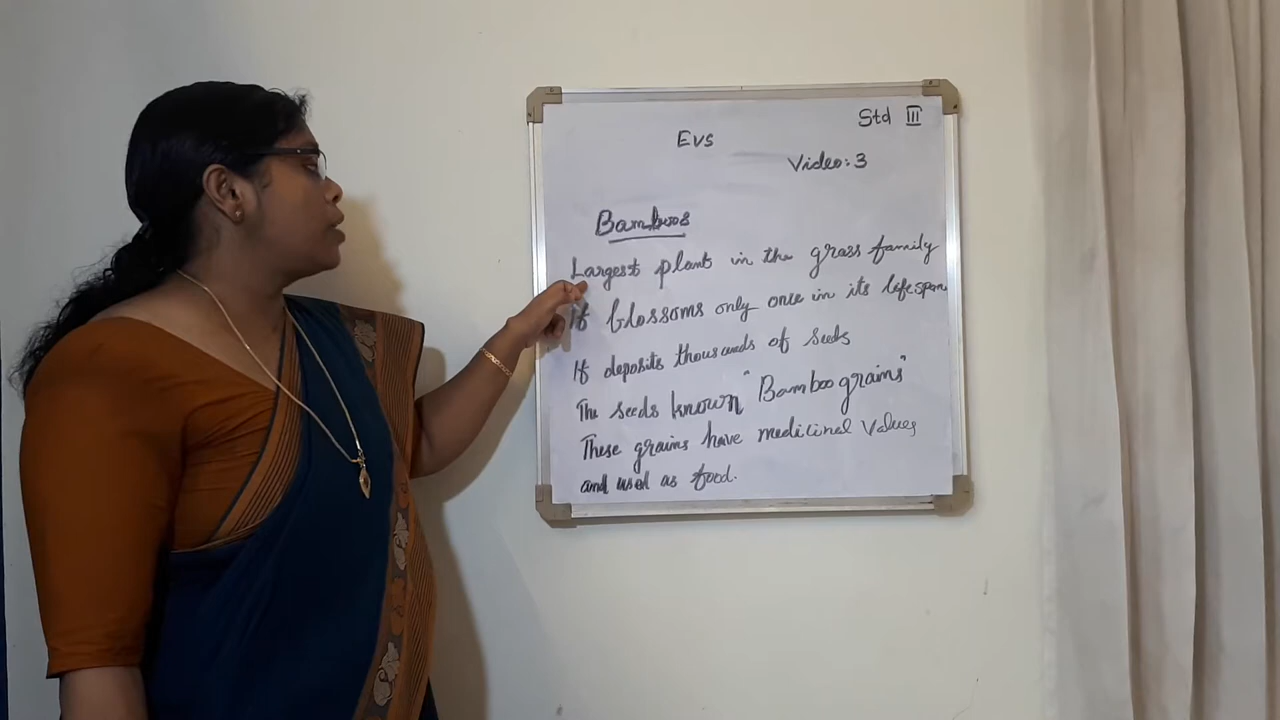 Std III
EVS
Video: 3
Bamboos
Largest plant in the grass family
It blossoms only once in its lifespan
It deposits thousands of seeds
The seeds known "Bamboo grains"
These grains have medicinal values
and used as food.